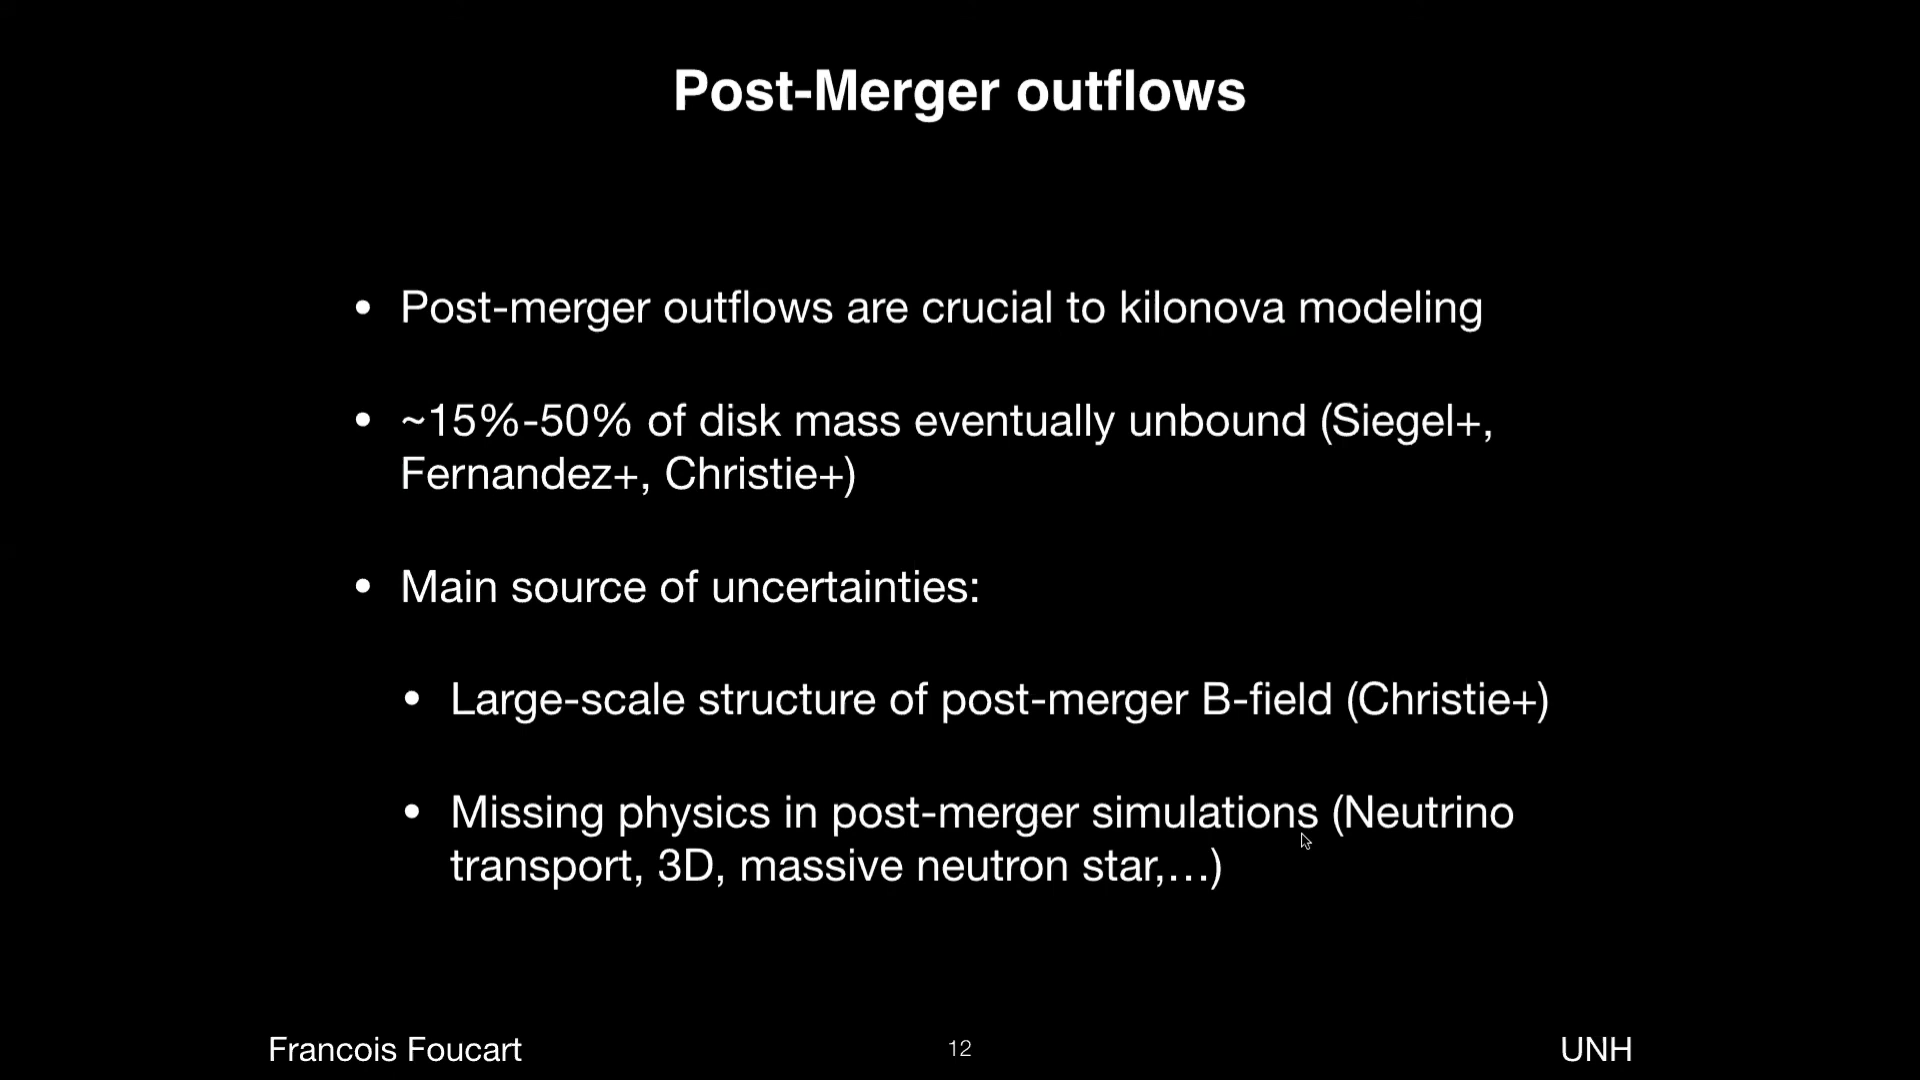 Post-Merger outflows
• Post-merger outflows are crucial to kilonova modeling
• ~15%-50% of disk mass eventually unbound (Siegel+,
Fernandez+, Christie+)
• Main source of uncertainties:
• Large-scale structure of post-merger B-field (Christie+)
• Missing physics in post-merger simulations (Neutrino
transport, 3D, massive neutron star,…)
Francois Foucart
12
UNH